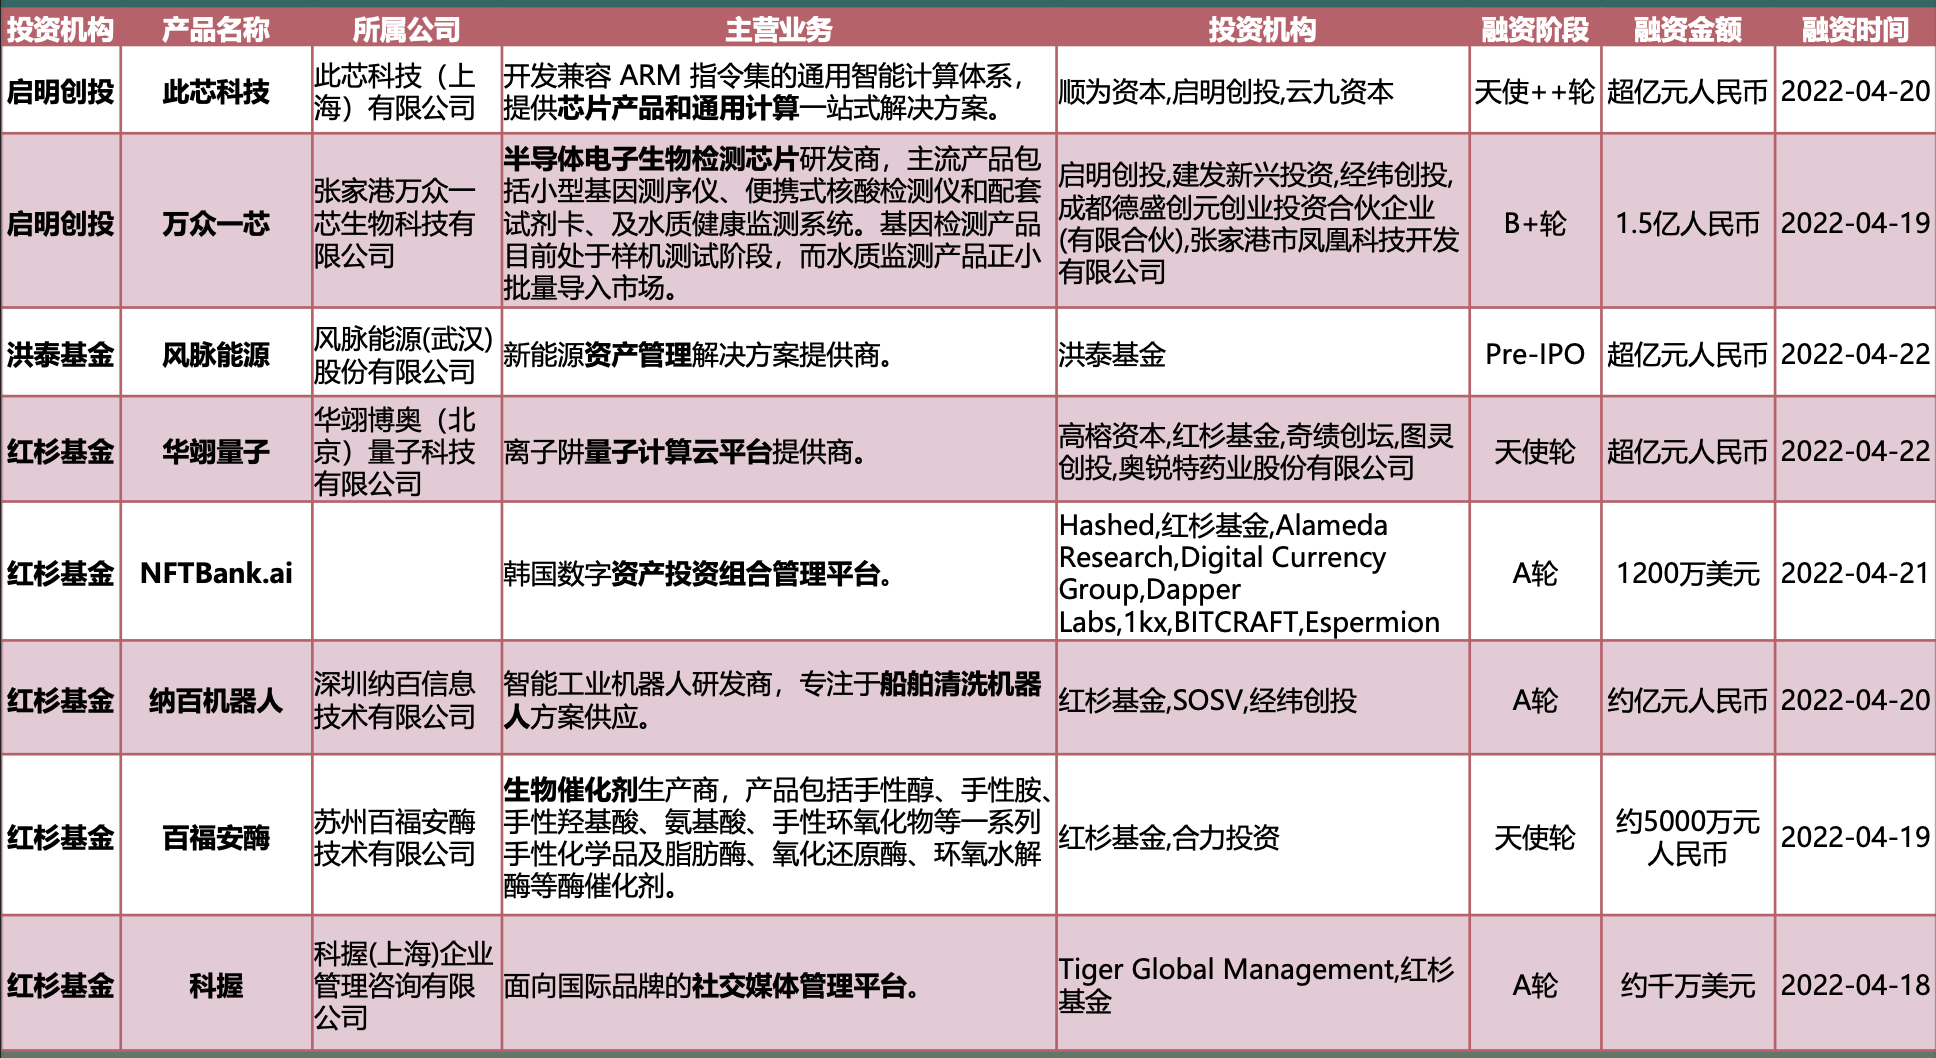 投资机构 产品名称 所属公司 主营业务 投资机构 融资阶段 融资金额 融资时间
启明创投
此芯科技
此芯科技（上
海）有限公司
开发兼容 ARM 指令集的通用智能计算体系，
提供芯片产品和通用计算一站式解决方案。
顺为资本,启明创投,云九资本
天使++轮
超亿元人民币
2022-04-20
启明创投
万众一芯
张家港万众一
芯生物科技有
限公司
半导体电子生物检测芯片研发商，主流产品包
括小型基因测序仪、便携式核酸检测仪和配套
试剂卡、及水质健康监测系统。基因检测产品
目前处于样机测试阶段，而水质监测产品正小
批量导入市场。
启明创投,建发新兴投资,经纬创投,
成都德盛创元创业投资合伙企业
(有限合伙),张家港市凤凰科技开发
有限公司
B+轮
1.5亿人民币
2022-04-19
洪泰基金
风脉能源
风脉能源(武汉)
股份有限公司
新能源资产管理解决方案提供商。
洪泰基金
Pre-IPO
超亿元人民币
2022-04-22
红杉基金
华翊量子
华翊博奥（北
京）量子科技
有限公司
离子阱量子计算云平台提供商。
高榕资本,红杉基金,奇绩创坛,图灵
创投,奥锐特药业股份有限公司
天使轮
超亿元人民币
2022-04-22
红杉基金
NFTBank.ai
韩国数字资产投资组合管理平台。
Hashed,红杉基金,Alameda
Research,Digital Currency
Group,Dapper
Labs,1kx,BITCRAFT,Espermion
A轮
1200万美元
2022-04-21
红杉基金
纳百机器人
深圳纳百信息
技术有限公司
智能工业机器人研发商，专注于船舶清洗机器
人方案供应。
红杉基金,SOSV,经纬创投
A轮
约亿元人民币
2022-04-20
红杉基金
百福安酶
苏州百福安酶
技术有限公司
生物催化剂生产商，产品包括手性醇、手性胺、
手性羟基酸、氨基酸、手性环氧化物等一系列
手性化学品及脂肪酶、氧化还原酶、环氧水解
酶等酶催化剂。
红杉基金,合力投资
天使轮
约5000万元
人民币
2022-04-19
红杉基金
科握
科握(上海)企业
管理咨询有限
公司
面向国际品牌的社交媒体管理平台。
Tiger Global Management,红杉
基金
A轮
约千万美元
2022-04-18